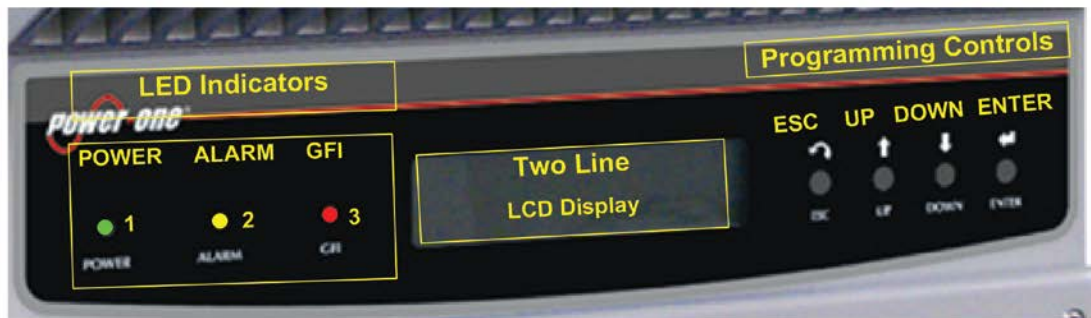 LED Indicators
Programming Controls
power-one
POWER ALARM GFI
1 2 3
POWER ALARM GFI
Two Line
LCD Display
ESC UP DOWN ENTER
ESC UP DOWN ENTER